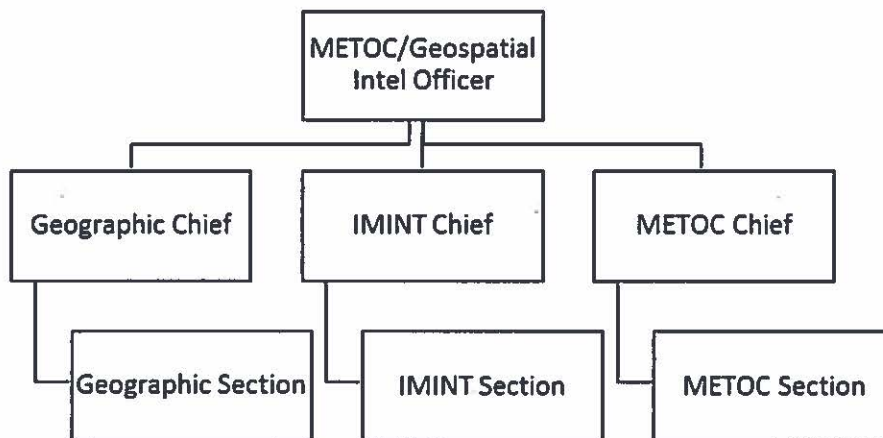 METOC/Geospatial
Intel Officer
Geographic Chief
IMINT Chief
METOC Chief
Geographic Section
IMINT Section
METOC Section